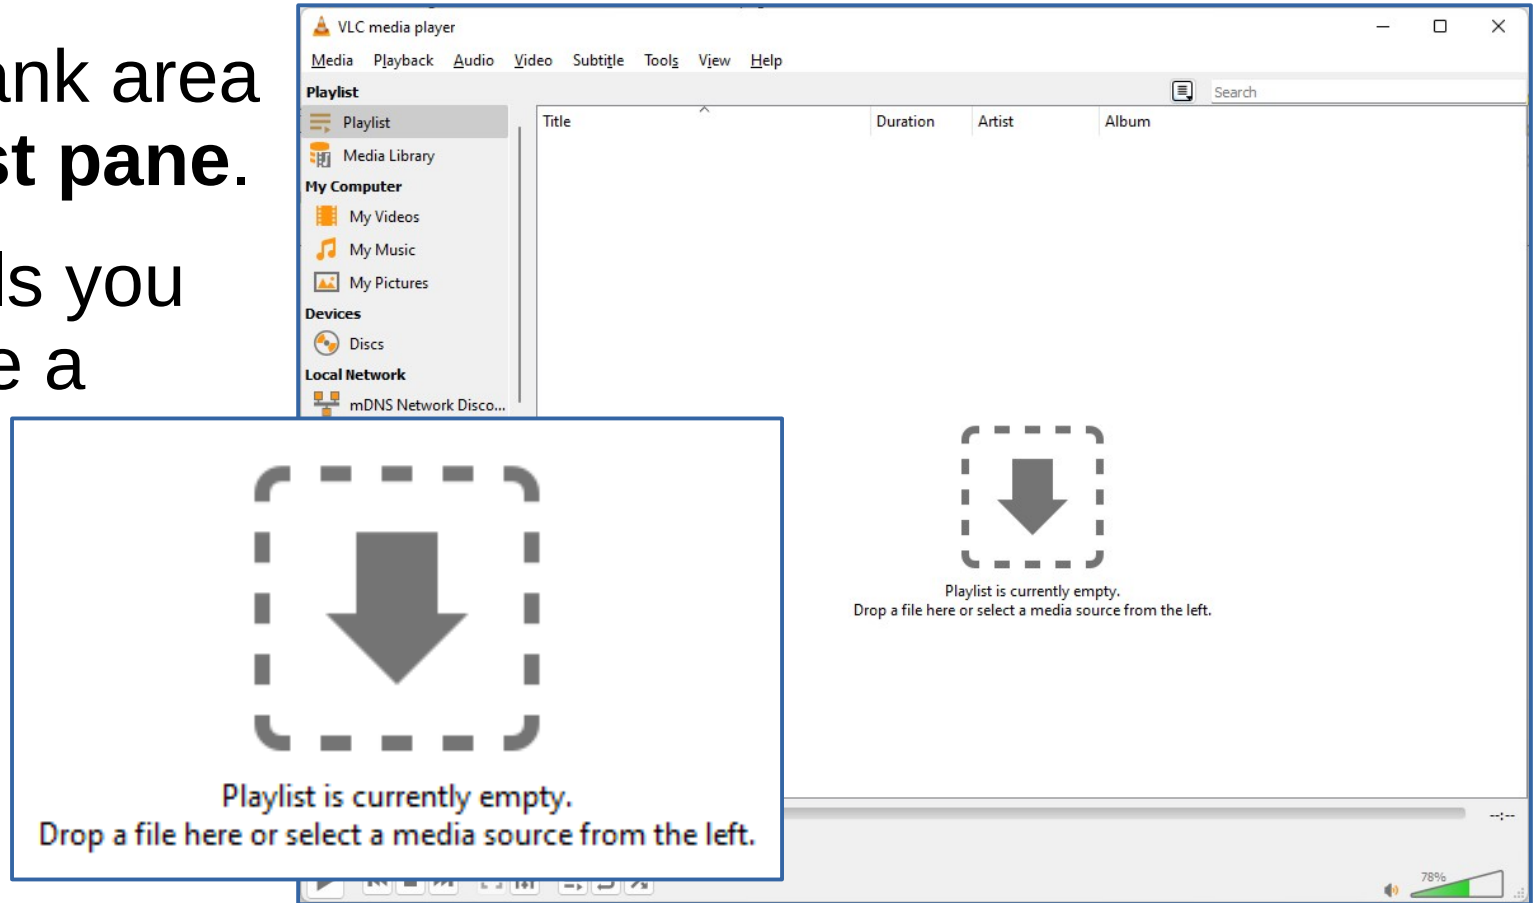 ank area
st pane.
ls you
e a
VLC media player
Media Playback Audio Video Subtitle Tools View Help
Playlist
Search
Playlist
Media Library
My Computer
My Videos
My Music
My Pictures
Devices
Discs
Local Network
mDNS Network Disco...
Title Duration Artist Album
Playlist is currently empty.
Drop a file here or select a media source from the left.
Playlist is currently empty.
Drop a file here or select a media source from the left.
--:--
78%